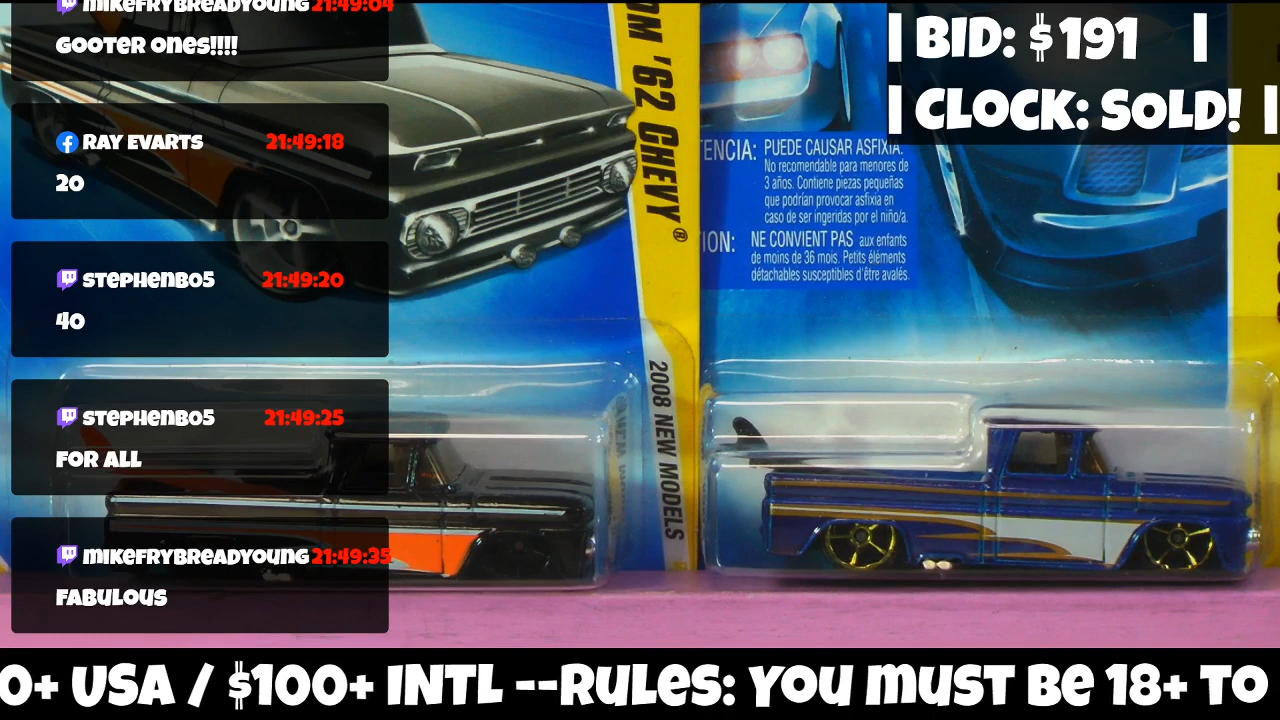 mikefrybreadyoung 21:49:04
Gooter ones!!!!
Ray Evarts 21:49:18
20
stephenbo5 21:49:20
40
stephenbo5 21:49:25
for all
mikefrybreadyoung 21:49:35
Fabulous
'62 CHEVY®
2008 NEW MODELS
| BID: $191 |
| CLOCK: SOLD! |
PUEDE CAUSAR ASFIXIA.
No recomendable para menores de
3 años. Contiene piezas pequeñas
que podrían provocar asfixia en
caso de ser ingeridas por el niño/a.
NE CONVIENT PAS aux enfants
de moins de 36 mois. Petits éléments
détachables susceptibles d'être avalés.
0+ USA / $100+ INTL --Rules: You must be 18+ to